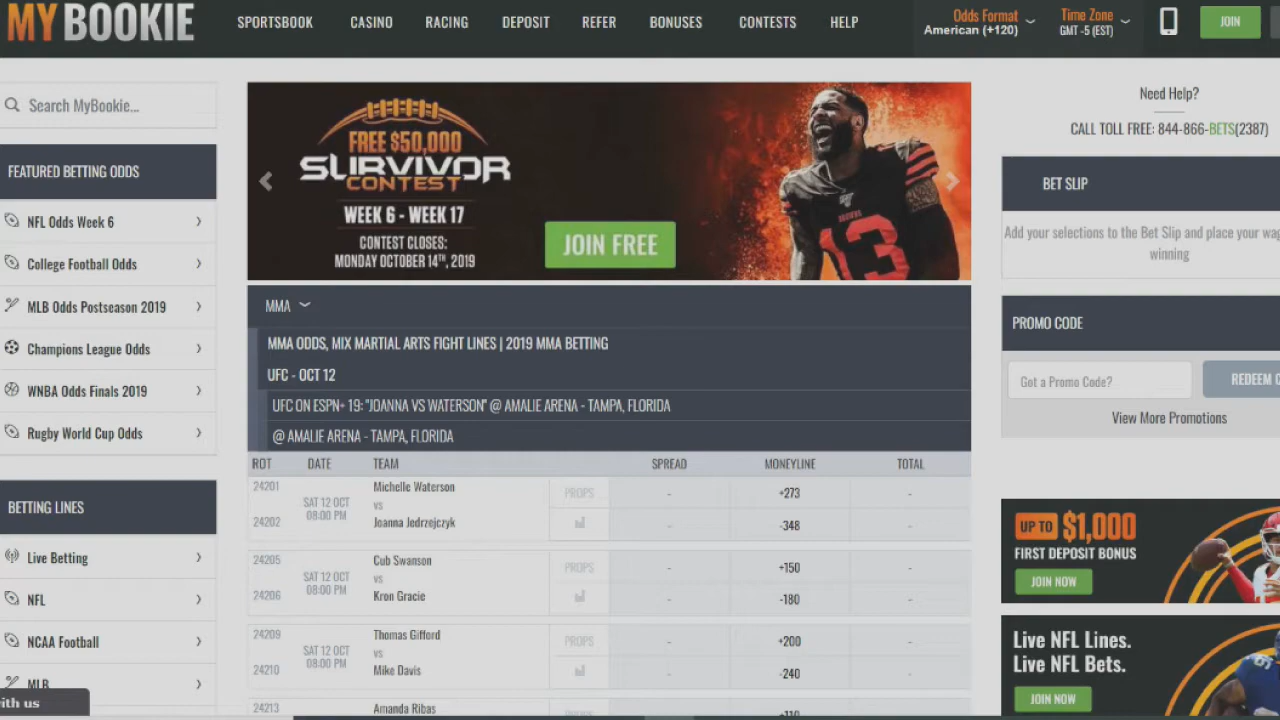 MYBOOKIE
SPORTSBOOK CASINO RACING DEPOSIT REFER BONUSES CONTESTS HELP
Odds Format
American (+120)
Time Zone
GMT -5 (EST)
JOIN
Search MyBookie...
FEATURED BETTING ODDS
NFL Odds Week 6
College Football Odds
MLB Odds Postseason 2019
Champions League Odds
WNBA Odds Finals 2019
Rugby World Cup Odds
BETTING LINES
Live Betting
NFL
NCAA Football
MLB
ith us
FREE $50,000
SURVIVOR
CONTEST
WEEK 6 - WEEK 17
CONTEST CLOSES:
MONDAY OCTOBER 14TH, 2019
JOIN FREE
BROWNS
13
MMA
MMA ODDS, MIX MARTIAL ARTS FIGHT LINES | 2019 MMA BETTING
UFC - OCT 12
UFC ON ESPN+ 19: "JOANNA VS WATERSON" @ AMALIE ARENA - TAMPA, FLORIDA
@ AMALIE ARENA - TAMPA, FLORIDA
ROT DATE TEAM SPREAD MONEYLINE TOTAL
24201 Michelle Waterson PROPS - +273 -
SAT 12 OCT
08:00 PM
vs
24202 Joanna Jedrzejczyk - -348 -
24205 Cub Swanson PROPS - +150 -
SAT 12 OCT
08:00 PM
vs
24206 Kron Gracie - -180 -
24209 Thomas Gifford PROPS - +200 -
SAT 12 OCT
08:00 PM
vs
24210 Mike Davis - -240 -
24213 Amanda Ribas PROPS - +110 -
Need Help?
CALL TOLL FREE: 844-866-BETS(2387)
BET SLIP
Add your selections to the Bet Slip and place your wag
winning
PROMO CODE
Got a Promo Code?
REDEEM C
View More Promotions
UP TO $1,000
FIRST DEPOSIT BONUS
JOIN NOW
Live NFL Lines.
Live NFL Bets.
JOIN NOW